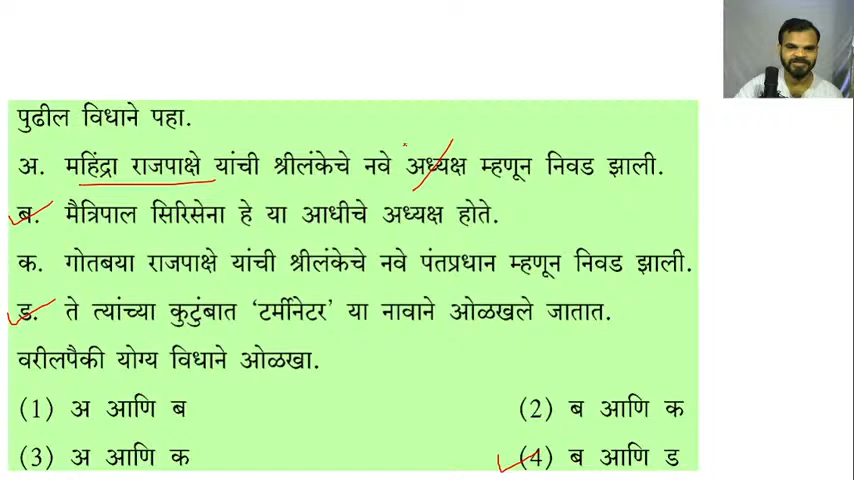 पुढील विधाने पहा.
अ. महिंद्रा राजपाक्षे यांची श्रीलंकेचे नवे अध्यक्ष म्हणून निवड झाली.
ब. मैत्रिपाल सिरिसेना हे या आधीचे अध्यक्ष होते.
क. गोतबया राजपाक्षे यांची श्रीलंकेचे नवे पंतप्रधान म्हणून निवड झाली.
ड. ते त्यांच्या कुटुंबात ‘टर्मीनेटर’ या नावाने ओळखले जातात.
वरीलपैकी योग्य विधाने ओळखा.
(1) अ आणि ब (2) ब आणि क
(3) अ आणि क (4) ब आणि ड